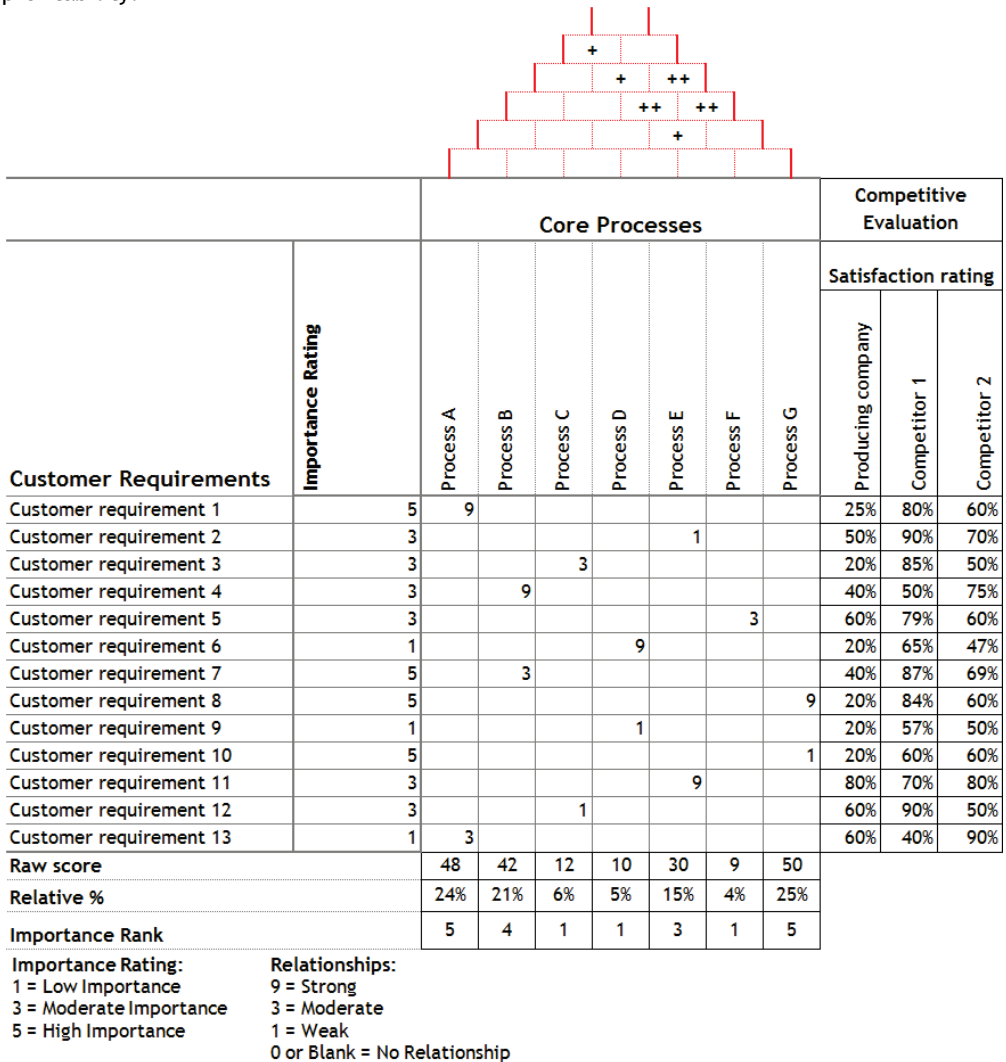 +
+ ++
++ ++
+
Core Processes
Competitive Evaluation
Satisfaction rating
Customer Requirements
Importance Rating
Process A
Process B
Process C
Process D
Process E
Process F
Process G
Producing company
Competitor 1
Competitor 2
Customer requirement 1 5 9 25% 80% 60%
Customer requirement 2 3 1 50% 90% 70%
Customer requirement 3 3 3 20% 85% 50%
Customer requirement 4 3 9 40% 50% 75%
Customer requirement 5 3 3 60% 79% 60%
Customer requirement 6 1 9 20% 65% 47%
Customer requirement 7 5 3 40% 87% 69%
Customer requirement 8 5 9 20% 84% 60%
Customer requirement 9 1 1 20% 57% 50%
Customer requirement 10 5 1 20% 60% 60%
Customer requirement 11 3 9 80% 70% 80%
Customer requirement 12 3 1 60% 90% 50%
Customer requirement 13 1 3 60% 40% 90%
Raw score 48 42 12 10 30 9 50
Relative % 24% 21% 6% 5% 15% 4% 25%
Importance Rank 5 4 1 1 3 1 5
Importance Rating: Relationships:
1 = Low Importance 9 = Strong
3 = Moderate Importance 3 = Moderate
5 = High Importance 1 = Weak
0 or Blank = No Relationship